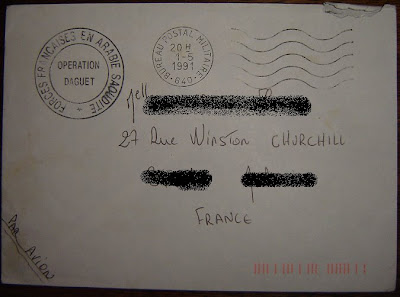 FORCES FRANÇAISES EN ARABIE SAOUDITE
OPERATION
DAGUET
BUREAU POSTAL MILITAIRE
20 H
1-5
1991
640
Melle
27 Rue WINSTON CHURCHILL
FRANCE
PAR AVION